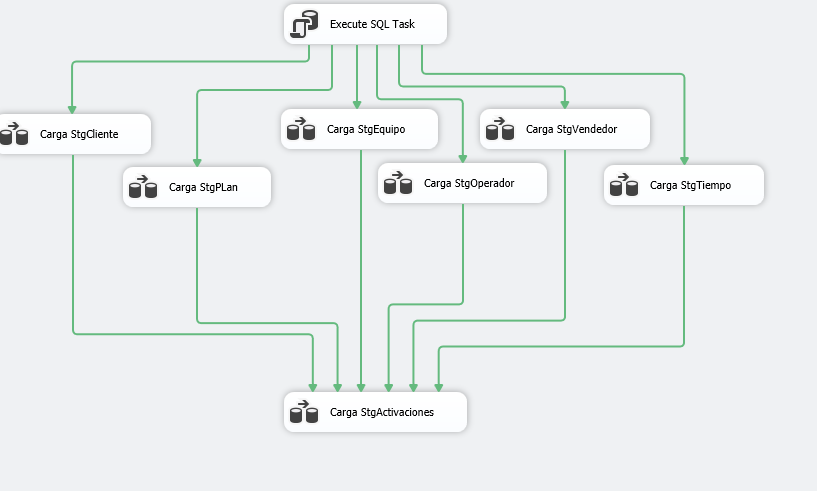 Execute SQL Task
Carga StgCliente
Carga StgEquipo
Carga StgVendedor
Carga StgPLan
Carga StgOperador
Carga StgTiempo
Carga StgActivaciones